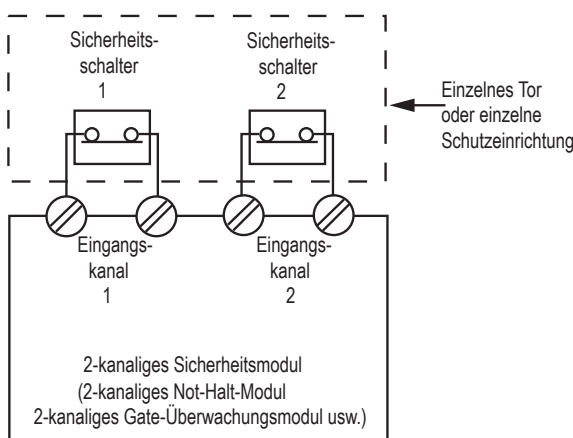 Sicherheits-
schalter
1
Sicherheits-
schalter
2
Einzelnes Tor
oder einzelne
Schutzeinrichtung
Eingangs-
kanal
1
Eingangs-
kanal
2
2-kanaliges Sicherheitsmodul
(2-kanaliges Not-Halt-Modul
2-kanaliges Gate-Überwachungsmodul usw.)